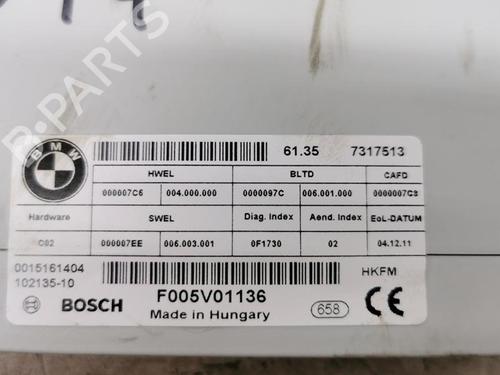 BMW
61.35 7317513
HWEL BLTD CAFD
000007C5 004.000.000 0000097C 006.001.000 0000007C3
Hardware SWEL Diag. Index Aend. Index EoL-DATUM
C02 000007EE 006.003.001 0F1730 02 04.12.11
0015161404
102135-10
HKFM
BOSCH F005V01136 658 CE
Made in Hungary
B-PARTS